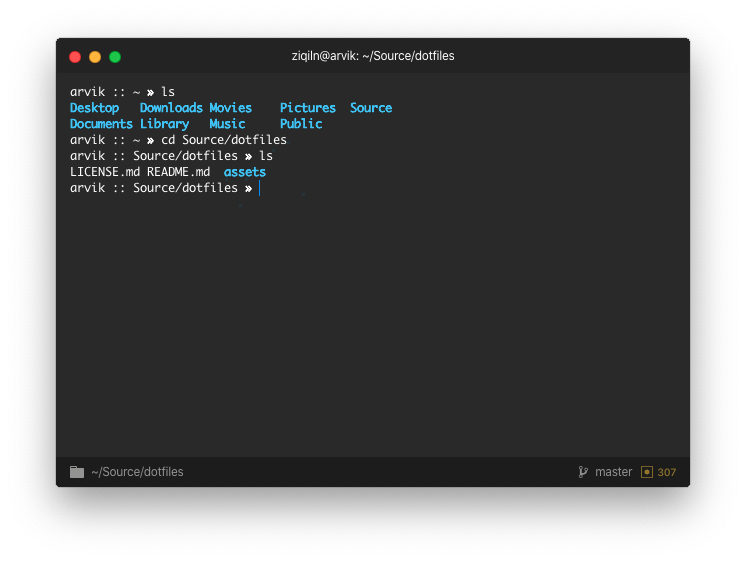 ziqiln@arvik: ~/Source/dotfiles
arvik :: ~ » ls
Desktop Downloads Movies Pictures Source
Documents Library Music Public
arvik :: ~ » cd Source/dotfiles
arvik :: Source/dotfiles » ls
LICENSE.md README.md assets
arvik :: Source/dotfiles »
~/Source/dotfiles master 307